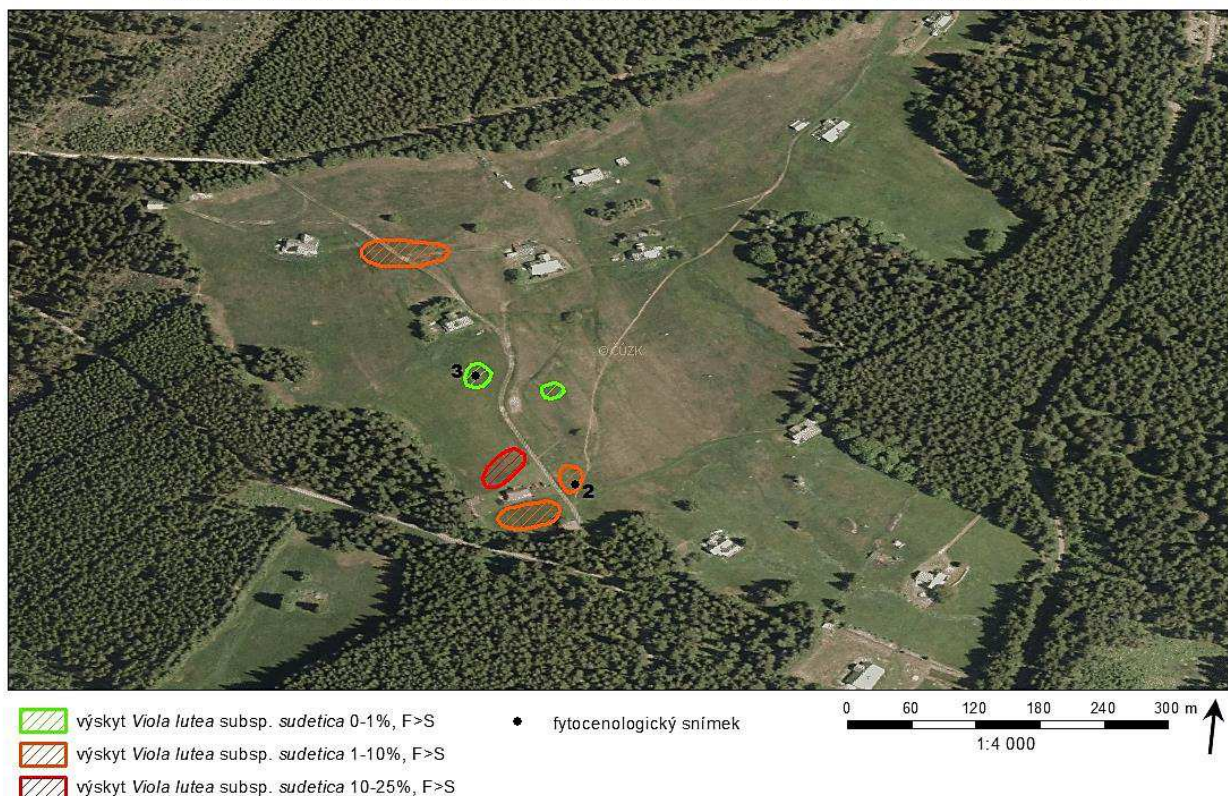 ©ČÚZK
3
2
výskyt Viola lutea subsp. sudetica 0-1%, F>S
výskyt Viola lutea subsp. sudetica 1-10%, F>S
výskyt Viola lutea subsp. sudetica 10-25%, F>S
fytocenologický snímek
0 60 120 180 240 300 m
1:4 000